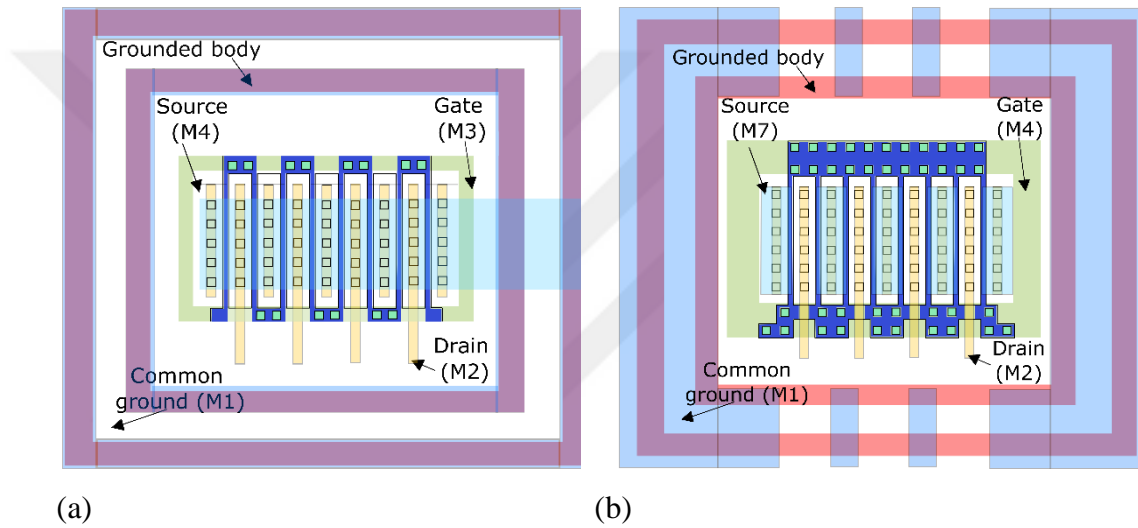 Grounded body
Source
(M4)
Gate
(M3)
Drain
(M2)
Common
ground (M1)
(a)
Grounded body
Source
(M7)
Gate
(M4)
Drain
(M2)
Common
ground (M1)
(b)